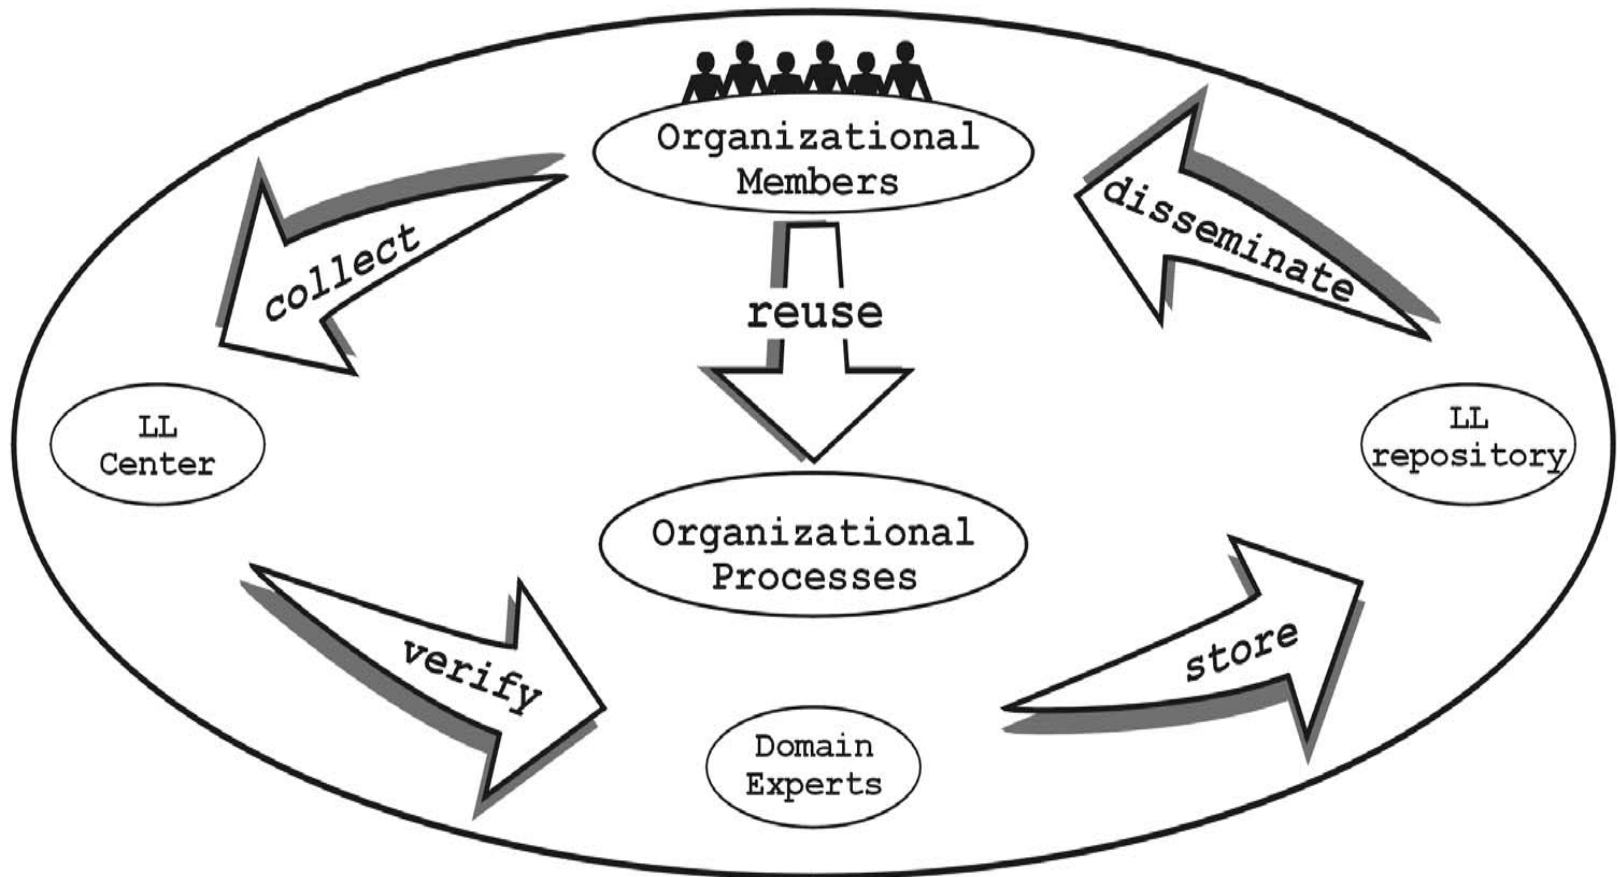 Organizational
Members
collect
disseminate
reuse
LL
Center
LL
repository
Organizational
Processes
verify
store
Domain
Experts